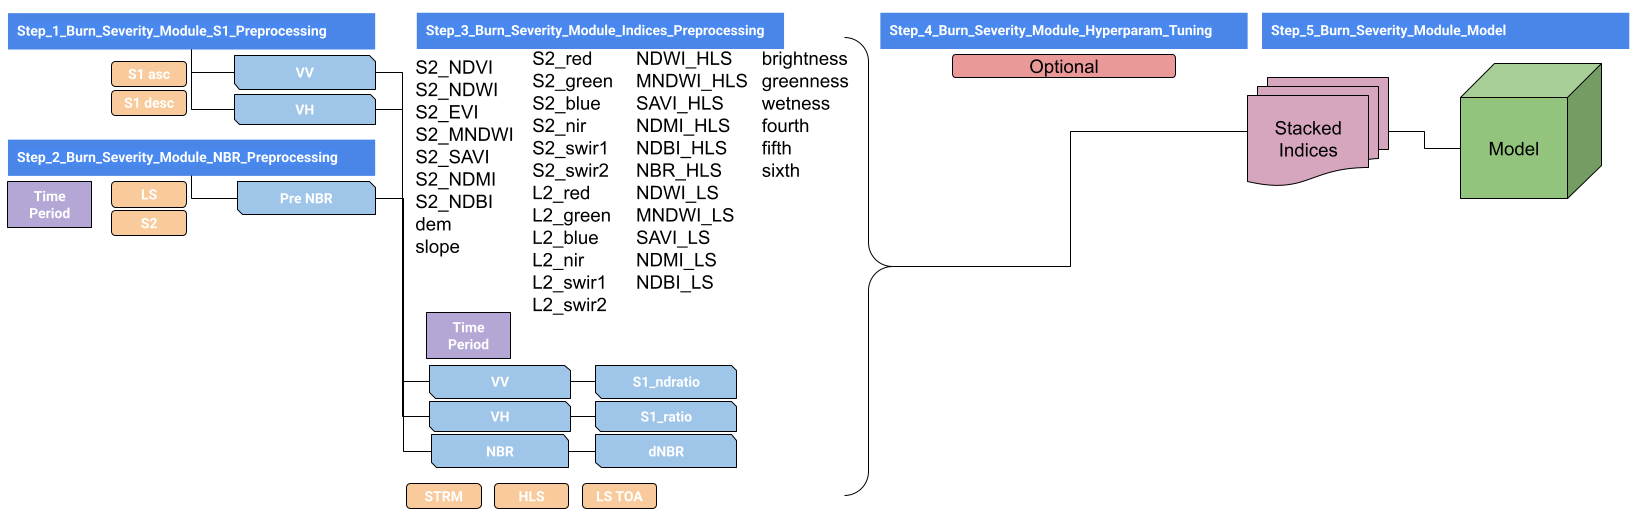 Step_1_Burn_Severity_Module_S1_Preprocessing
S1 asc
S1 desc
VV
VH
Step_2_Burn_Severity_Module_NBR_Preprocessing
Time
Period
LS
S2
Pre NBR
Step_3_Burn_Severity_Module_Indices_Preprocessing
S2_NDVI
S2_NDWI
S2_EVI
S2_MNDWI
S2_SAVI
S2_NDMI
S2_NDBI
dem
slope
S2_red
S2_green
S2_blue
S2_nir
S2_swir1
S2_swir2
L2_red
L2_green
L2_blue
L2_nir
L2_swir1
L2_swir2
NDWI_HLS
MNDWI_HLS
SAVI_HLS
NDMI_HLS
NDBI_HLS
NBR_HLS
NDWI_LS
MNDWI_LS
SAVI_LS
NDMI_LS
NDBI_LS
brightness
greenness
wetness
fourth
fifth
sixth
Time
Period
VV
S1_ndratio
VH
S1_ratio
NBR
dNBR
STRM
HLS
LS TOA
Step_4_Burn_Severity_Module_Hyperparam_Tuning
Optional
Step_5_Burn_Severity_Module_Model
Stacked
Indices
Model